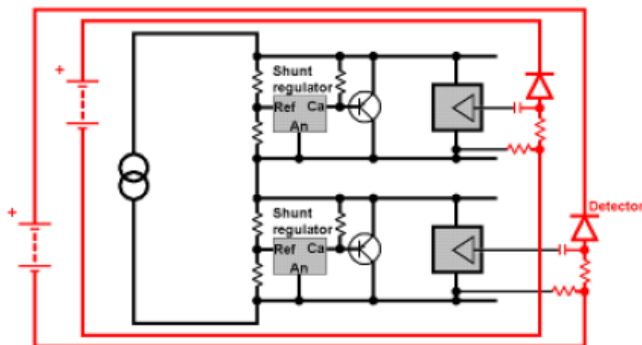 +
Shunt
regulator
Ref Ca
An
+
Shunt
regulator
Ref Ca
An
Detector